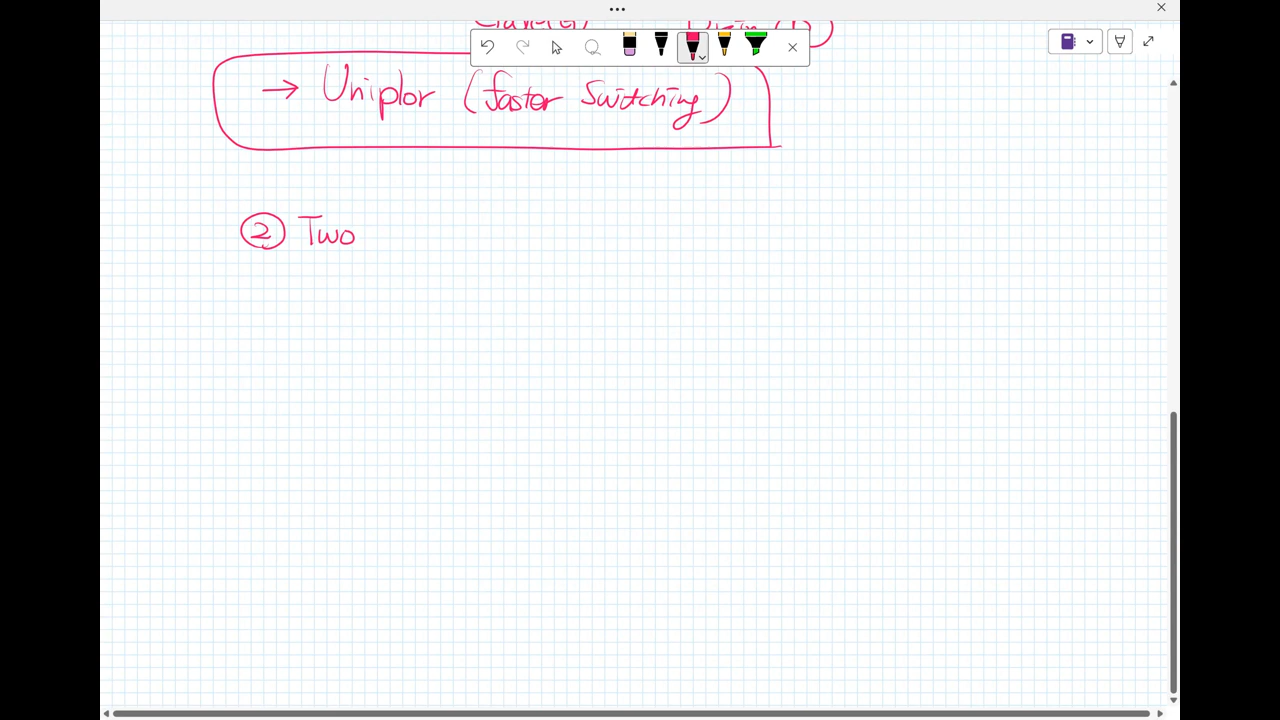 → Uniplor (faster Switching)
② Two